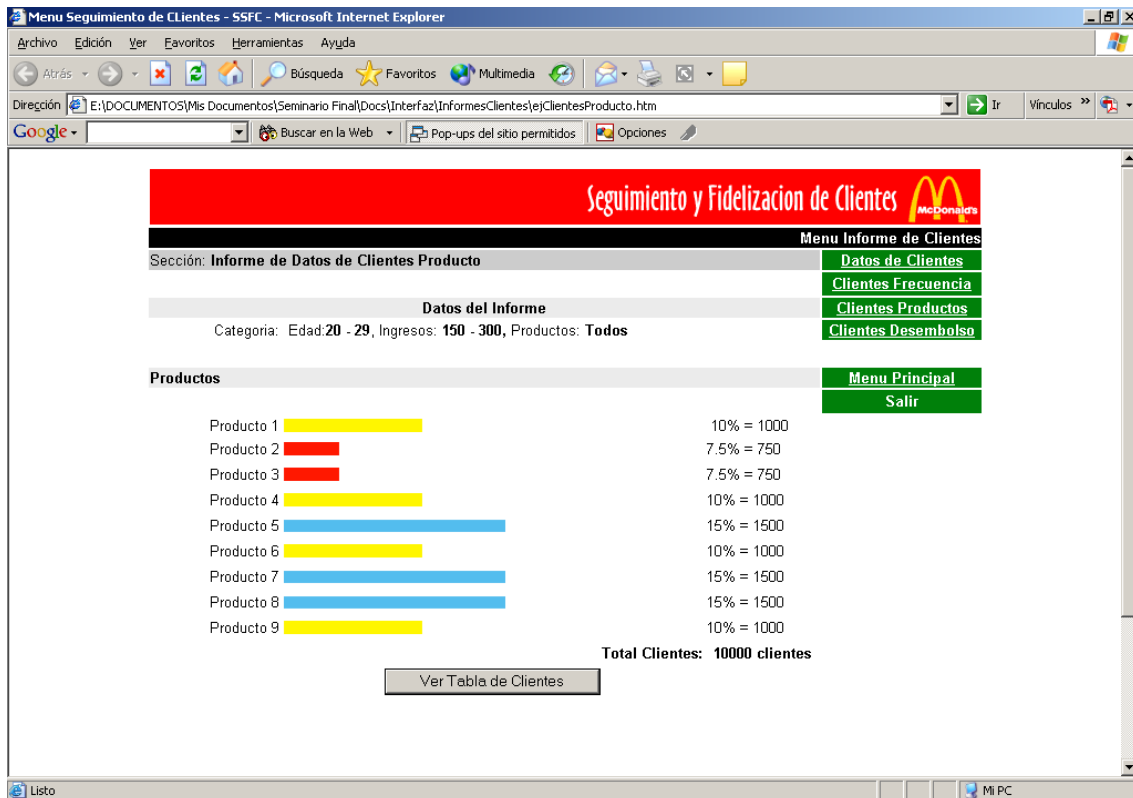 Menu Seguimiento de CLientes - SSFC - Microsoft Internet Explorer
Archivo Edición Ver Favoritos Herramientas Ayuda
Atrás Búsqueda Favoritos Multimedia
Dirección E:\DOCUMENTOS\Mis Documentos\Seminario Final\Docs\Interfaz\InformesClientes\ejClientesProducto.htm Ir Vínculos »
Google Buscar en la Web Pop-ups del sitio permitidos Opciones
Seguimiento y Fidelizacion de Clientes McDonald's
Menu Informe de Clientes
Sección: Informe de Datos de Clientes Producto Datos de Clientes
Clientes Frecuencia
Datos del Informe Clientes Productos
Categoria: Edad:20 - 29, Ingresos: 150 - 300, Productos: Todos Clientes Desembolso
Productos Menu Principal
Salir
Producto 1 10% = 1000
Producto 2 7.5% = 750
Producto 3 7.5% = 750
Producto 4 10% = 1000
Producto 5 15% = 1500
Producto 6 10% = 1000
Producto 7 15% = 1500
Producto 8 15% = 1500
Producto 9 10% = 1000
Total Clientes: 10000 clientes
Ver Tabla de Clientes
Listo Mi PC